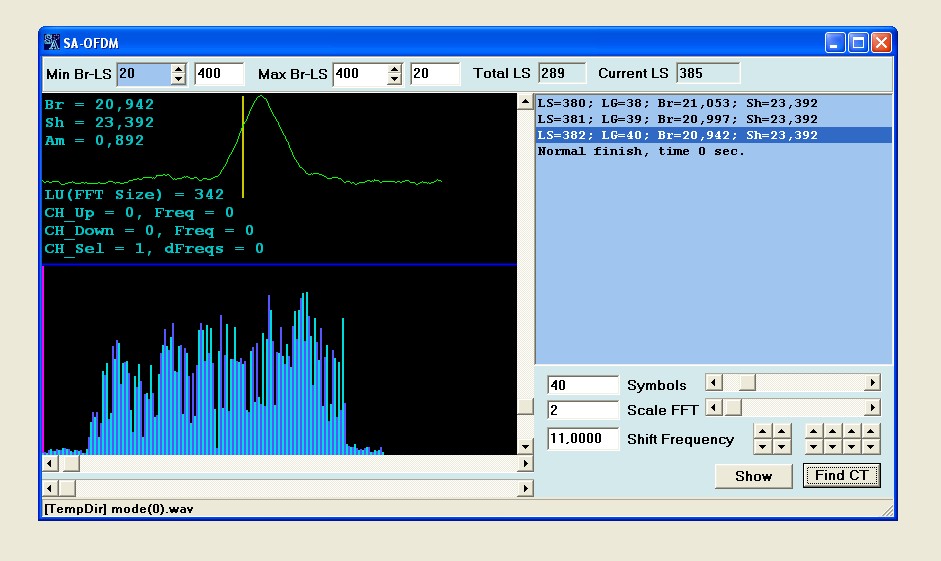 SA-OFDM
Min Br-LS 20 400 Max Br-LS 400 20 Total LS 289 Current LS 385
Br = 20,942
Sh = 23,392
Am = 0,892
LU(FFT Size) = 342
CH_Up = 0, Freq = 0
CH_Down = 0, Freq = 0
CH_Sel = 1, dFreqs = 0
LS=380; LG=38; Br=21,053; Sh=23,392
LS=381; LG=39; Br=20,997; Sh=23,392
LS=382; LG=40; Br=20,942; Sh=23,392
Normal finish, time 0 sec.
40 Symbols
2 Scale FFT
11,0000 Shift Frequency
Show Find CT
[TempDir] mode(0).wav